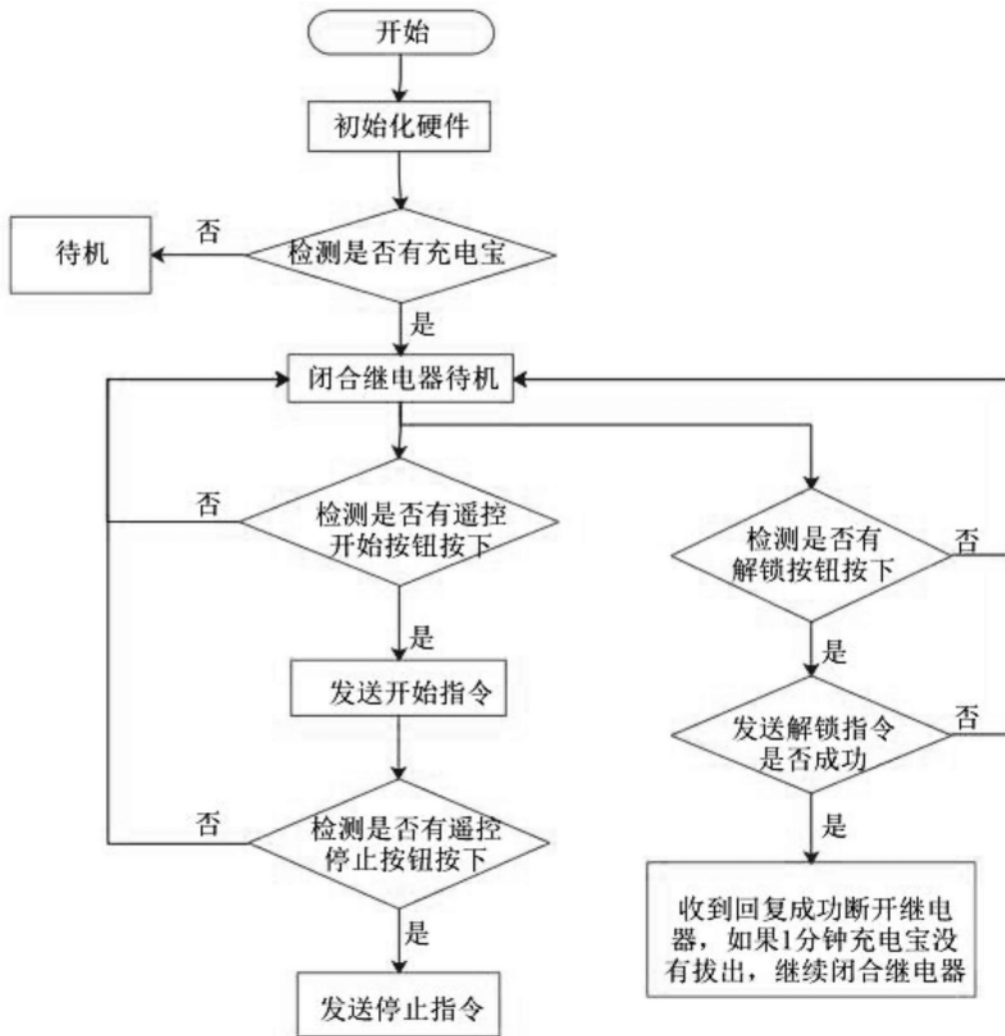 开始
初始化硬件
否
待机
检测是否有充电宝
是
闭合继电器待机
否
检测是否有遥控
开始按钮按下
检测是否有
解锁按钮按下
否
是
是
发送开始指令
发送解锁指令
是否成功
否
否
检测是否有遥控
停止按钮按下
是
是
收到回复成功断开继电
器，如果1分钟充电宝没
有拔出，继续闭合继电器
发送停止指令